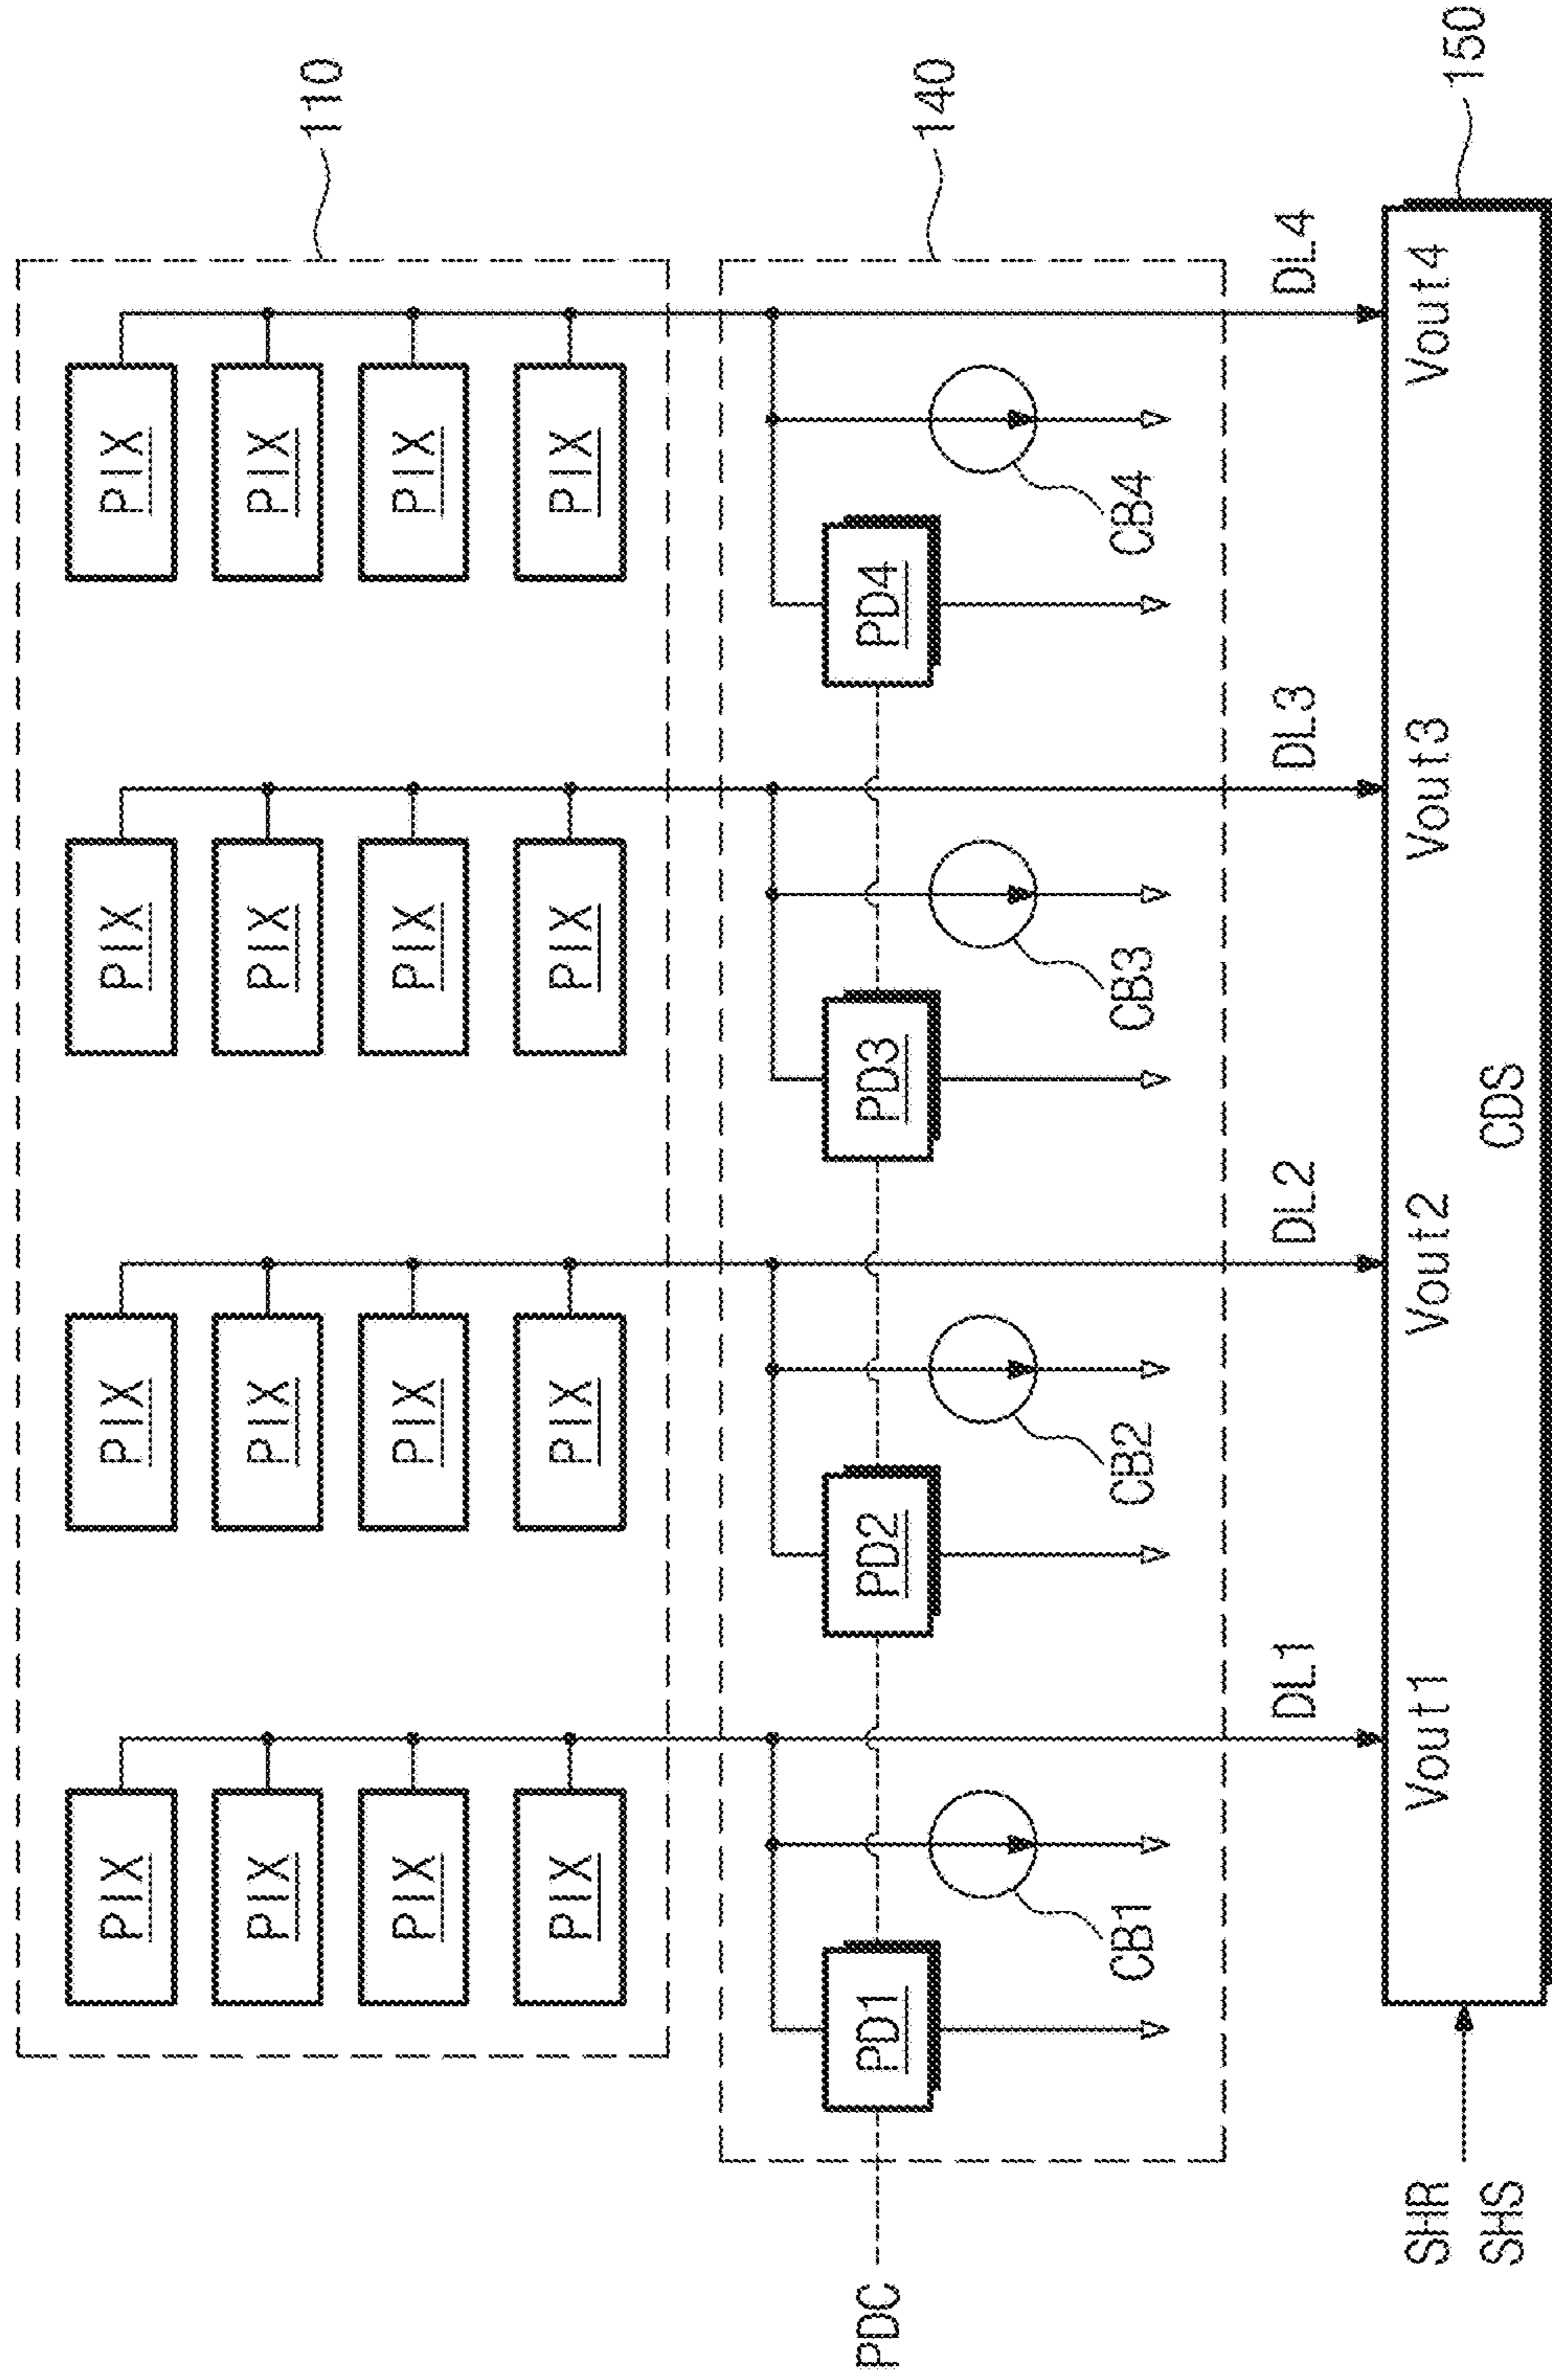 PIX PIX PIX PIX
PIX PIX PIX PIX
110
PIX PIX PIX PIX
PIX PIX PIX PIX
PDC PD1 PD2 PD3 PD4
140
CB1 CB2 CB3 CB4
DL1 DL2 DL3 DL4
SHR Vout1 Vout2 Vout3 Vout4
150
SHS CDS